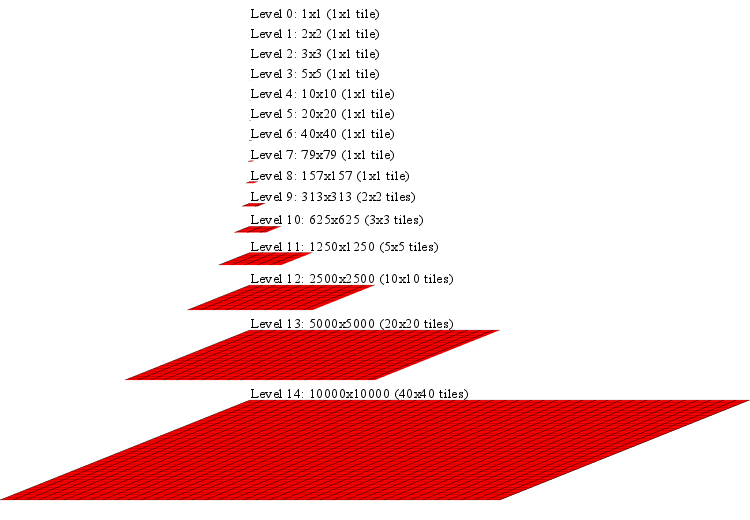 Level 0: 1x1 (1x1 tile)
Level 1: 2x2 (1x1 tile)
Level 2: 3x3 (1x1 tile)
Level 3: 5x5 (1x1 tile)
Level 4: 10x10 (1x1 tile)
Level 5: 20x20 (1x1 tile)
Level 6: 40x40 (1x1 tile)
Level 7: 79x79 (1x1 tile)
Level 8: 157x157 (1x1 tile)
Level 9: 313x313 (2x2 tiles)
Level 10: 625x625 (3x3 tiles)
Level 11: 1250x1250 (5x5 tiles)
Level 12: 2500x2500 (10x10 tiles)
Level 13: 5000x5000 (20x20 tiles)
Level 14: 10000x10000 (40x40 tiles)